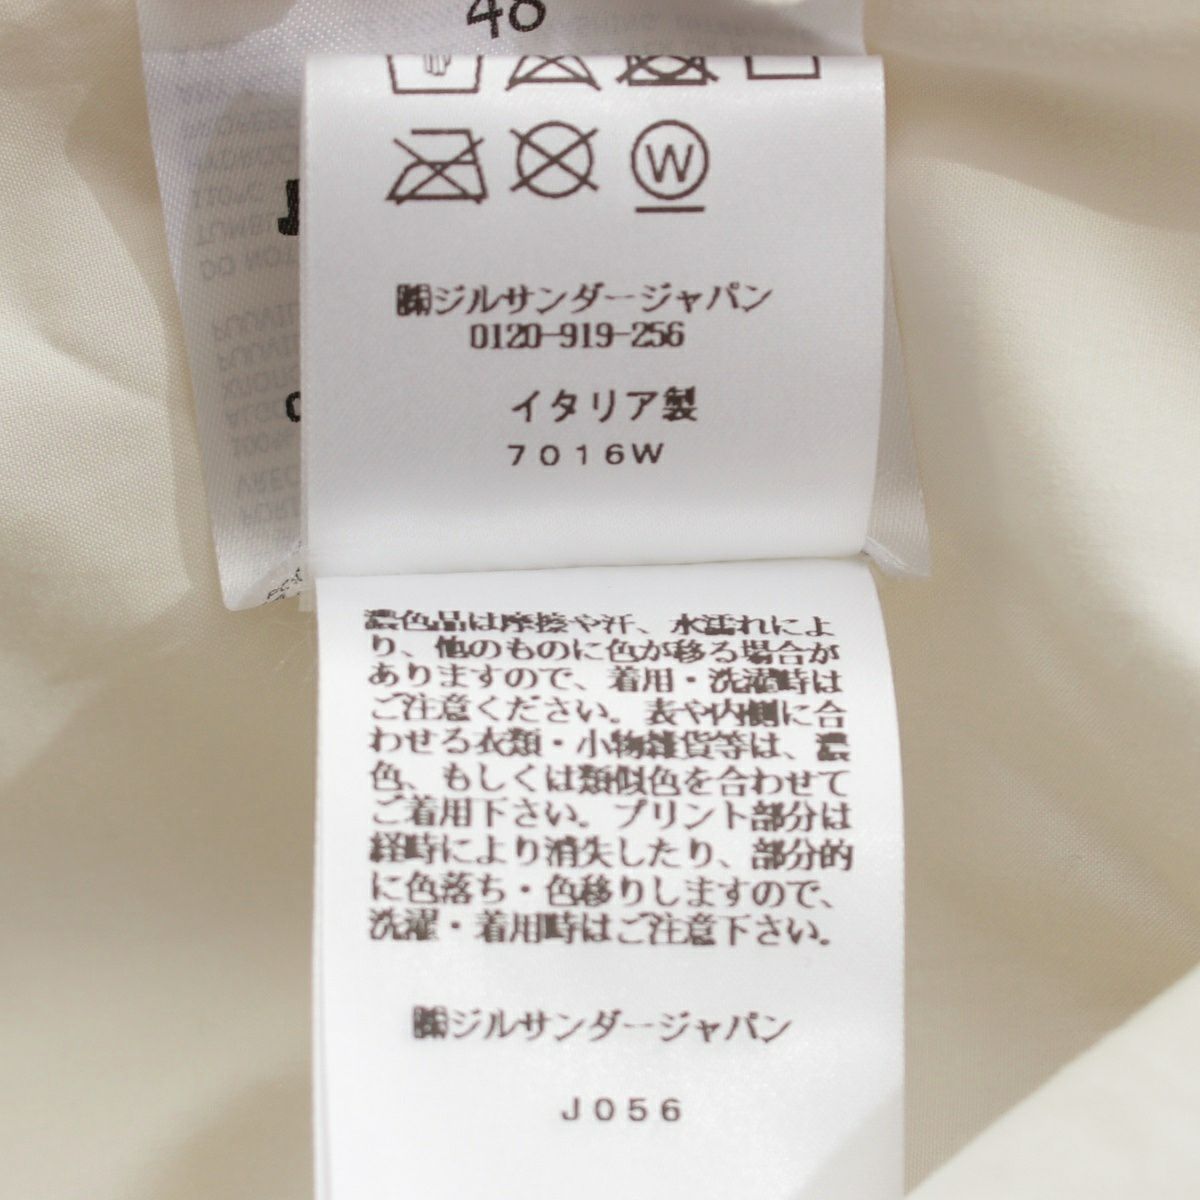 48
W
㈱ジルサンダージャパン
0120-919-256
イタリア製
7016W
濃色品は摩擦や汗、水濡れによ
り、他のものに色が移る場合が
ありますので、着用・洗濯時は
ご注意ください。表や内側に合
わせる衣類・小物雑貨等は、濃
色、もしくは類似色を合わせて
ご着用下さい。プリント部分は
経時により消失したり、部分的
に色落ち・色移りしますので、
洗濯・着用時はご注意下さい。
㈱ジルサンダージャパン
J056